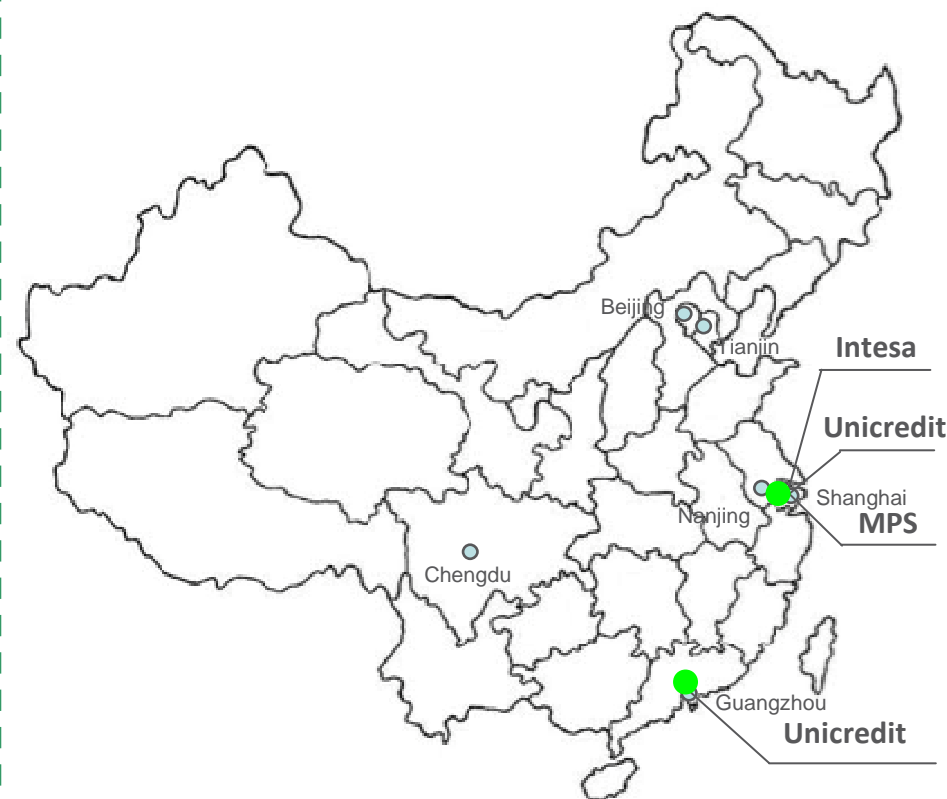 Beijing
Tianjin
Intesa
Unicredit
Shanghai
Nanjing
MPS
Chengdu
Guangzhou
Unicredit